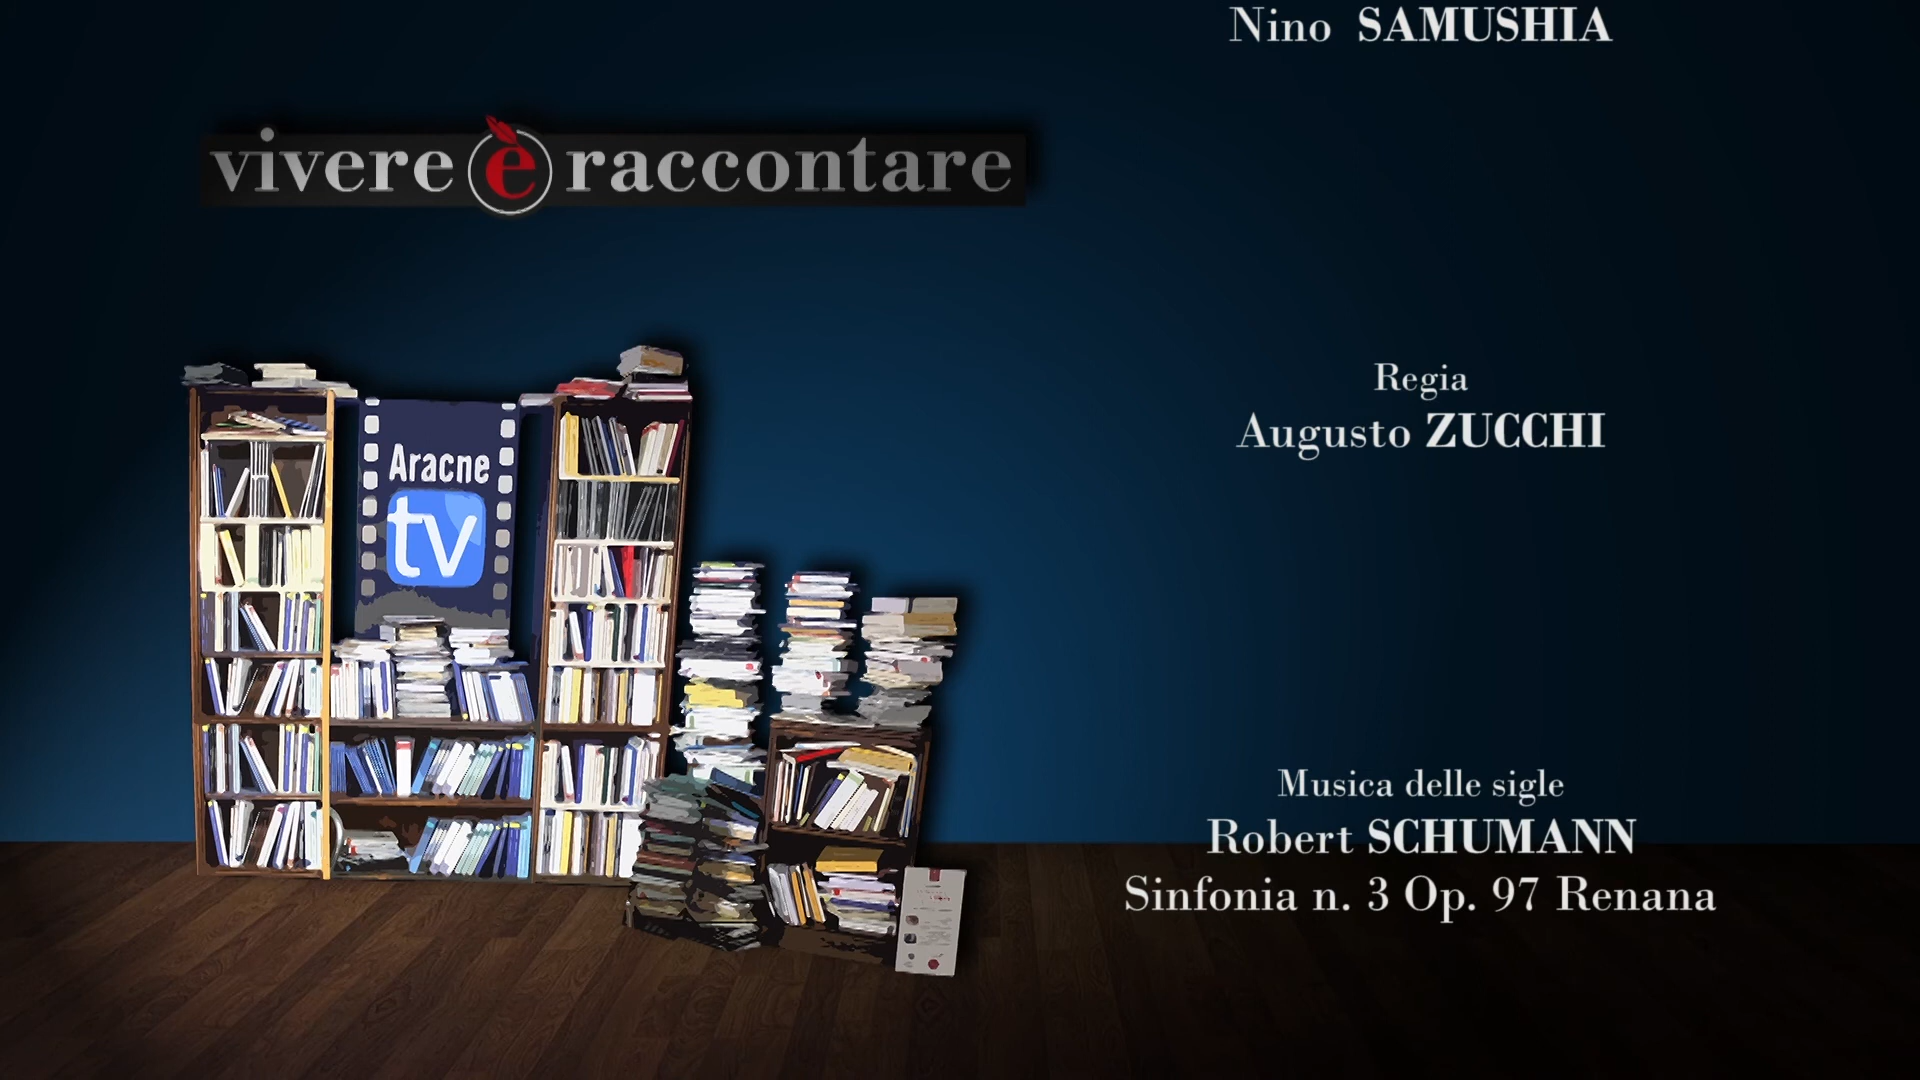 Nino SAMUSHIA
vivere è raccontare
Regia
Augusto ZUCCHI
Aracne
tv
Musica delle sigle
Robert SCHUMANN
Sinfonia n. 3 Op. 97 Renana